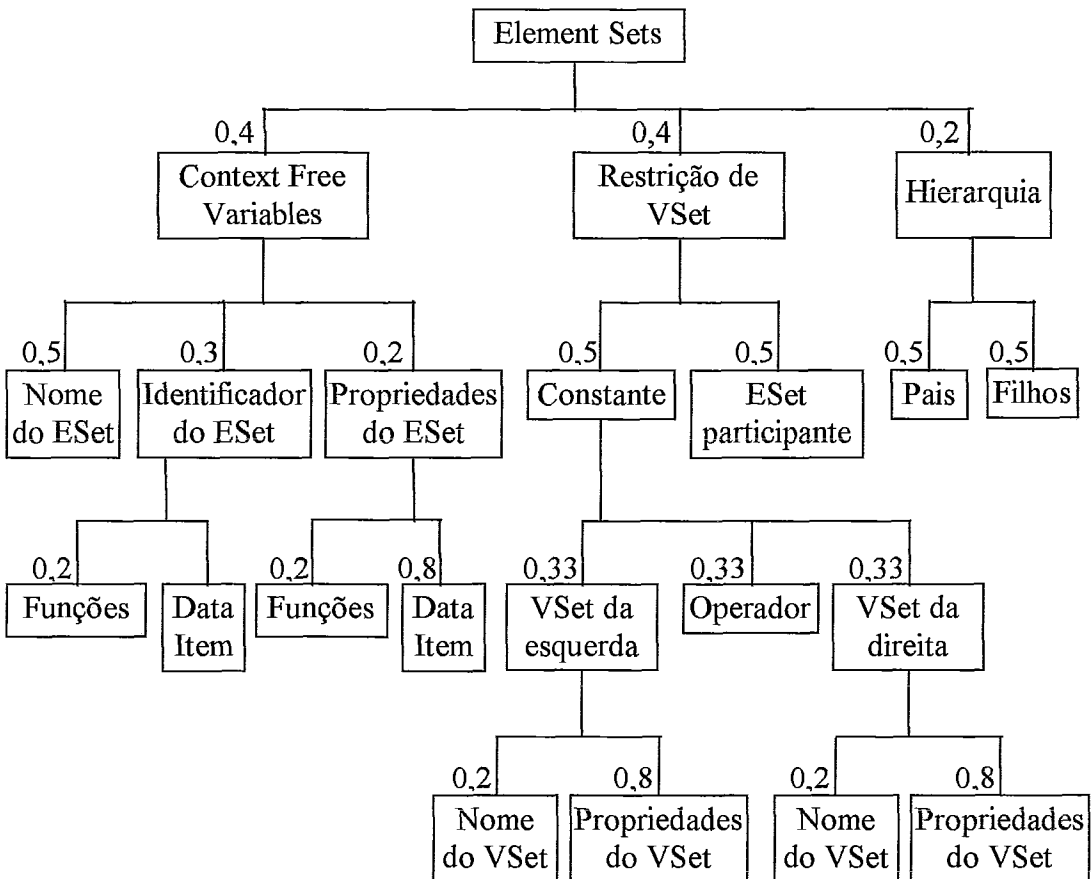 Element Sets
0,4
0,4
0,2
Context Free
Variables
Restrição de
VSet
Hierarquia
0,5
0,3
0,2
0,5
0,5
0,5
0,5
Nome
do ESet
Identificador
do ESet
Propriedades
do ESet
Constante
ESet
participante
Pais
Filhos
0,2
0,2
0,8
0,33
0,33
0,33
Funções
Data
Item
Funções
Data
Item
VSet da
esquerda
Operador
VSet da
direita
0,2
0,8
0,2
0,8
Nome
do VSet
Propriedades
do VSet
Nome
do VSet
Propriedades
do VSet